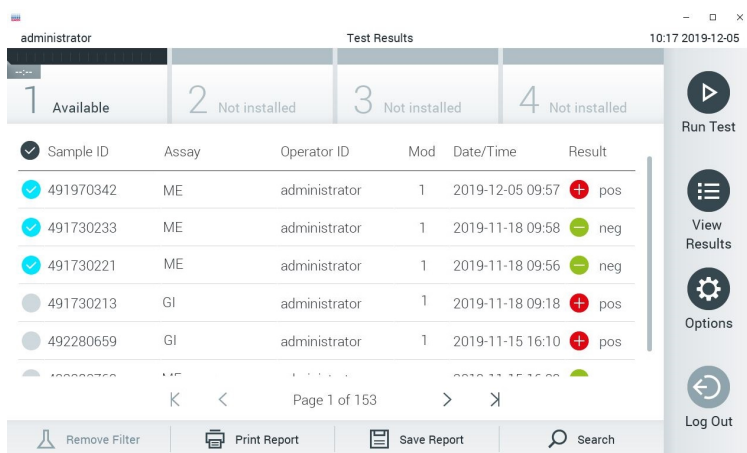 administrator Test Results 10:17 2019-12-05
--:--
1 Available 2 Not installed 3 Not installed 4 Not installed
Run Test
Sample ID Assay Operator ID Mod Date/Time Result
491970342 ME administrator 1 2019-12-05 09:57 pos
491730233 ME administrator 1 2019-11-18 09:58 neg
View
Results
491730221 ME administrator 1 2019-11-18 09:56 neg
491730213 GI administrator 1 2019-11-18 09:18 pos
Options
492280659 GI administrator 1 2019-11-15 16:10 pos
Page 1 of 153
Log Out
Remove Filter Print Report Save Report Search